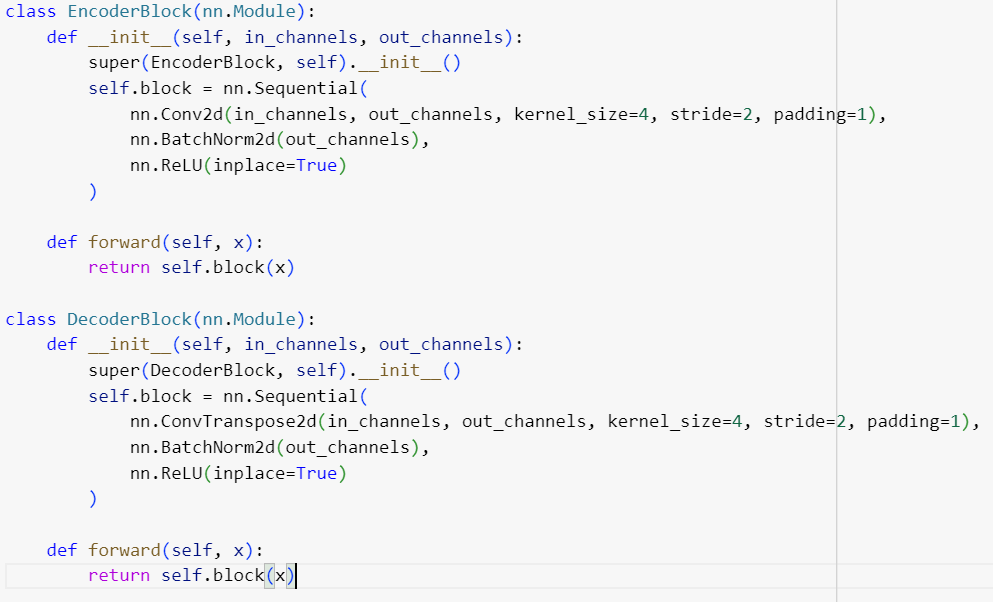 class EncoderBlock(nn.Module):
    def __init__(self, in_channels, out_channels):
        super(EncoderBlock, self).__init__()
        self.block = nn.Sequential(
            nn.Conv2d(in_channels, out_channels, kernel_size=4, stride=2, padding=1),
            nn.BatchNorm2d(out_channels),
            nn.ReLU(inplace=True)
        )

    def forward(self, x):
        return self.block(x)

class DecoderBlock(nn.Module):
    def __init__(self, in_channels, out_channels):
        super(DecoderBlock, self).__init__()
        self.block = nn.Sequential(
            nn.ConvTranspose2d(in_channels, out_channels, kernel_size=4, stride=2, padding=1),
            nn.BatchNorm2d(out_channels),
            nn.ReLU(inplace=True)
        )

    def forward(self, x):
        return self.block(x)